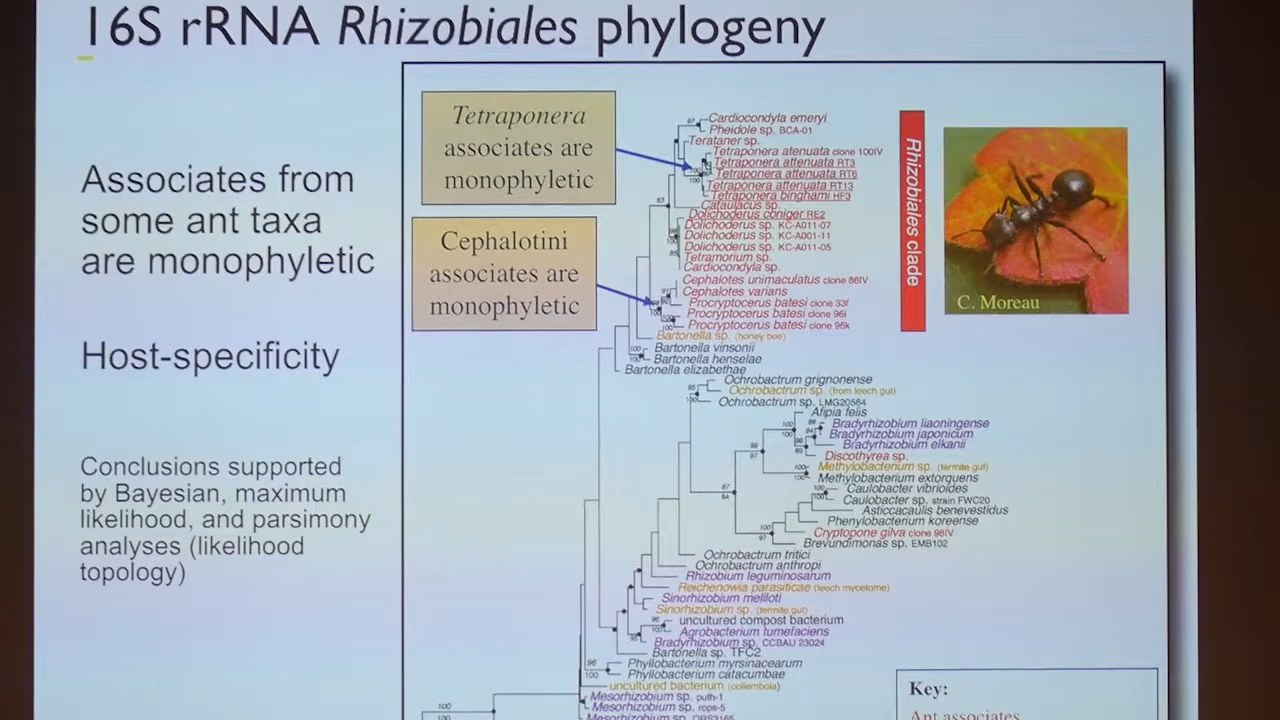 16S rRNA Rhizobiales phylogeny
Associates from
some ant taxa
are monophyletic
Host-specificity
Conclusions supported
by Bayesian, maximum
likelihood, and parsimony
analyses (likelihood
topology)
Tetraponera
associates are
monophyletic
Cephalotini
associates are
monophyletic
Cardiocondyla emeryi
Pheidole sp. BCA-01
Terataner sp.
Tetraponera atenuata clone 100IV
Tetraponera attenuata RT3
Tetraponera attenuata RT6
Tetraponera attenuata RT13
Tetraponera binghami HF3
Cataulacus sp.
Dolichoderus coniger RE2
Dolichoderus sp. KC-A011-07
Dolichoderus sp. KC-A001-11
Dolichoderus sp. KC-A011-05
Tetramorium sp.
Cardiocondyla sp.
Cephalotes unimaculatus clone 86IV
Cephalotes varians
Procryptocerus batesi clone 33f
Procryptocerus batesi clone 96i
Procryptocerus batesi clone 96k
Bartonella sp. (honey bee)
Bartonella vinsonii
Bartonella henselae
Bartonella elizabethae
Ochrobactrum grignonense
Ochrobactrum sp. (from leech gut)
Ochrobactrum sp. LMG20564
Afipia felis
Bradyrhizobium liaoningense
Bradyrhizobium japonicum
Bradyrhizobium elkanii
Discothyrea sp.
Methylobacterium sp. (termite gut)
Methylobacterium extorquens
Caulobacter vibrioides
Caulobacter sp. strain FWC20
Asticcacaulis benevestidus
Phenylobacterium koreense
Cryptopone gilva clone 98IV
Brevundimonas sp. EMB102
Ochrobactrum tritici
Ochrobactrum anthropi
Rhizobium leguminosarum
Reichenowia parasiticae (leech mycetome)
Sinorhizobium meliloti
Sinorhizobium sp. (termite gut)
uncultured compost bacterium
Agrobacterium tumefaciens
Bradyrhizobium sp. CCBAU 23024
Bartonella sp. TFC2
Phyllobacterium myrsinacearum
Phyllobacterium catacumbae
uncultured bacterium (collembola)
Mesorhizobium sp. puth-1
Mesorhizobium sp. rops-5
Mesorhizobium sp. ORS3165
Rhizobiales clade
C. Moreau
Key:
Ant associates